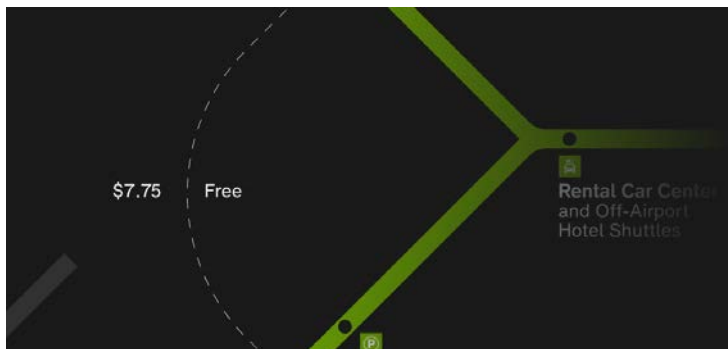 $7.75 Free
Rental Car Center
and Off-Airport
Hotel Shuttles
P